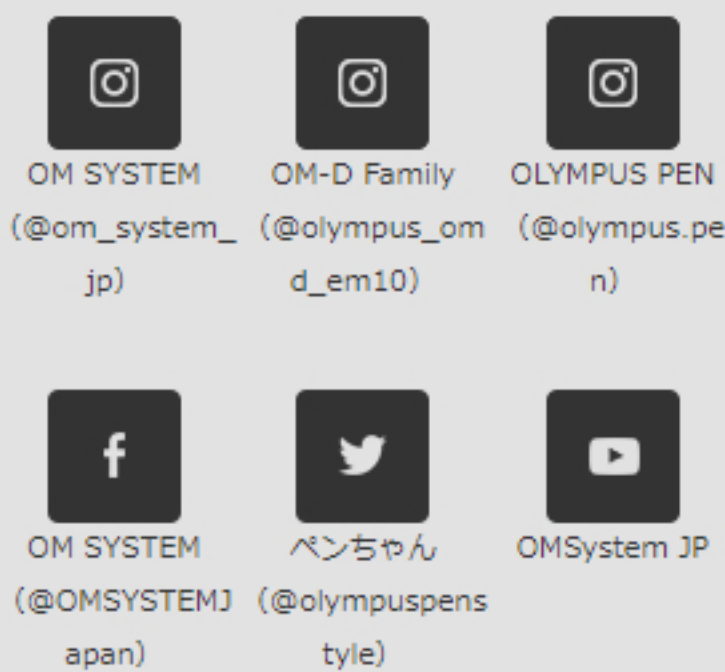 OM SYSTEM
（@om_system_
jp）
OM-D Family
（@olympus_om
d_em10）
OLYMPUS PEN
（@olympus.pe
n）
OM SYSTEM
（@OMSYSTEMJ
apan）
ペンちゃん
（@olympuspens
tyle）
OMSystem JP